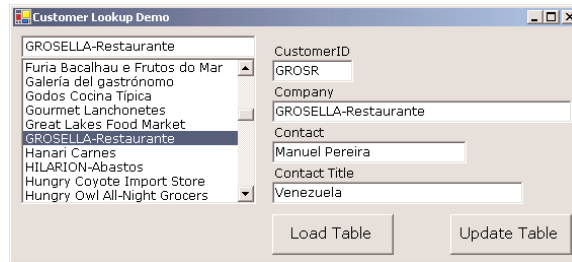 Customer Lookup Demo
GROSELLA-Restaurante
Furia Bacalhau e Frutos do Mar
Galería del gastrónomo
Godos Cocina Típica
Gourmet Lanchonetes
Great Lakes Food Market
GROSELLA-Restaurante
Hanari Carnes
HILARION-Abastos
Hungry Coyote Import Store
Hungry Owl All-Night Grocers
CustomerID
GROSR
Company
GROSELLA-Restaurante
Contact
Manuel Pereira
Contact Title
Venezuela
Load Table
Update Table